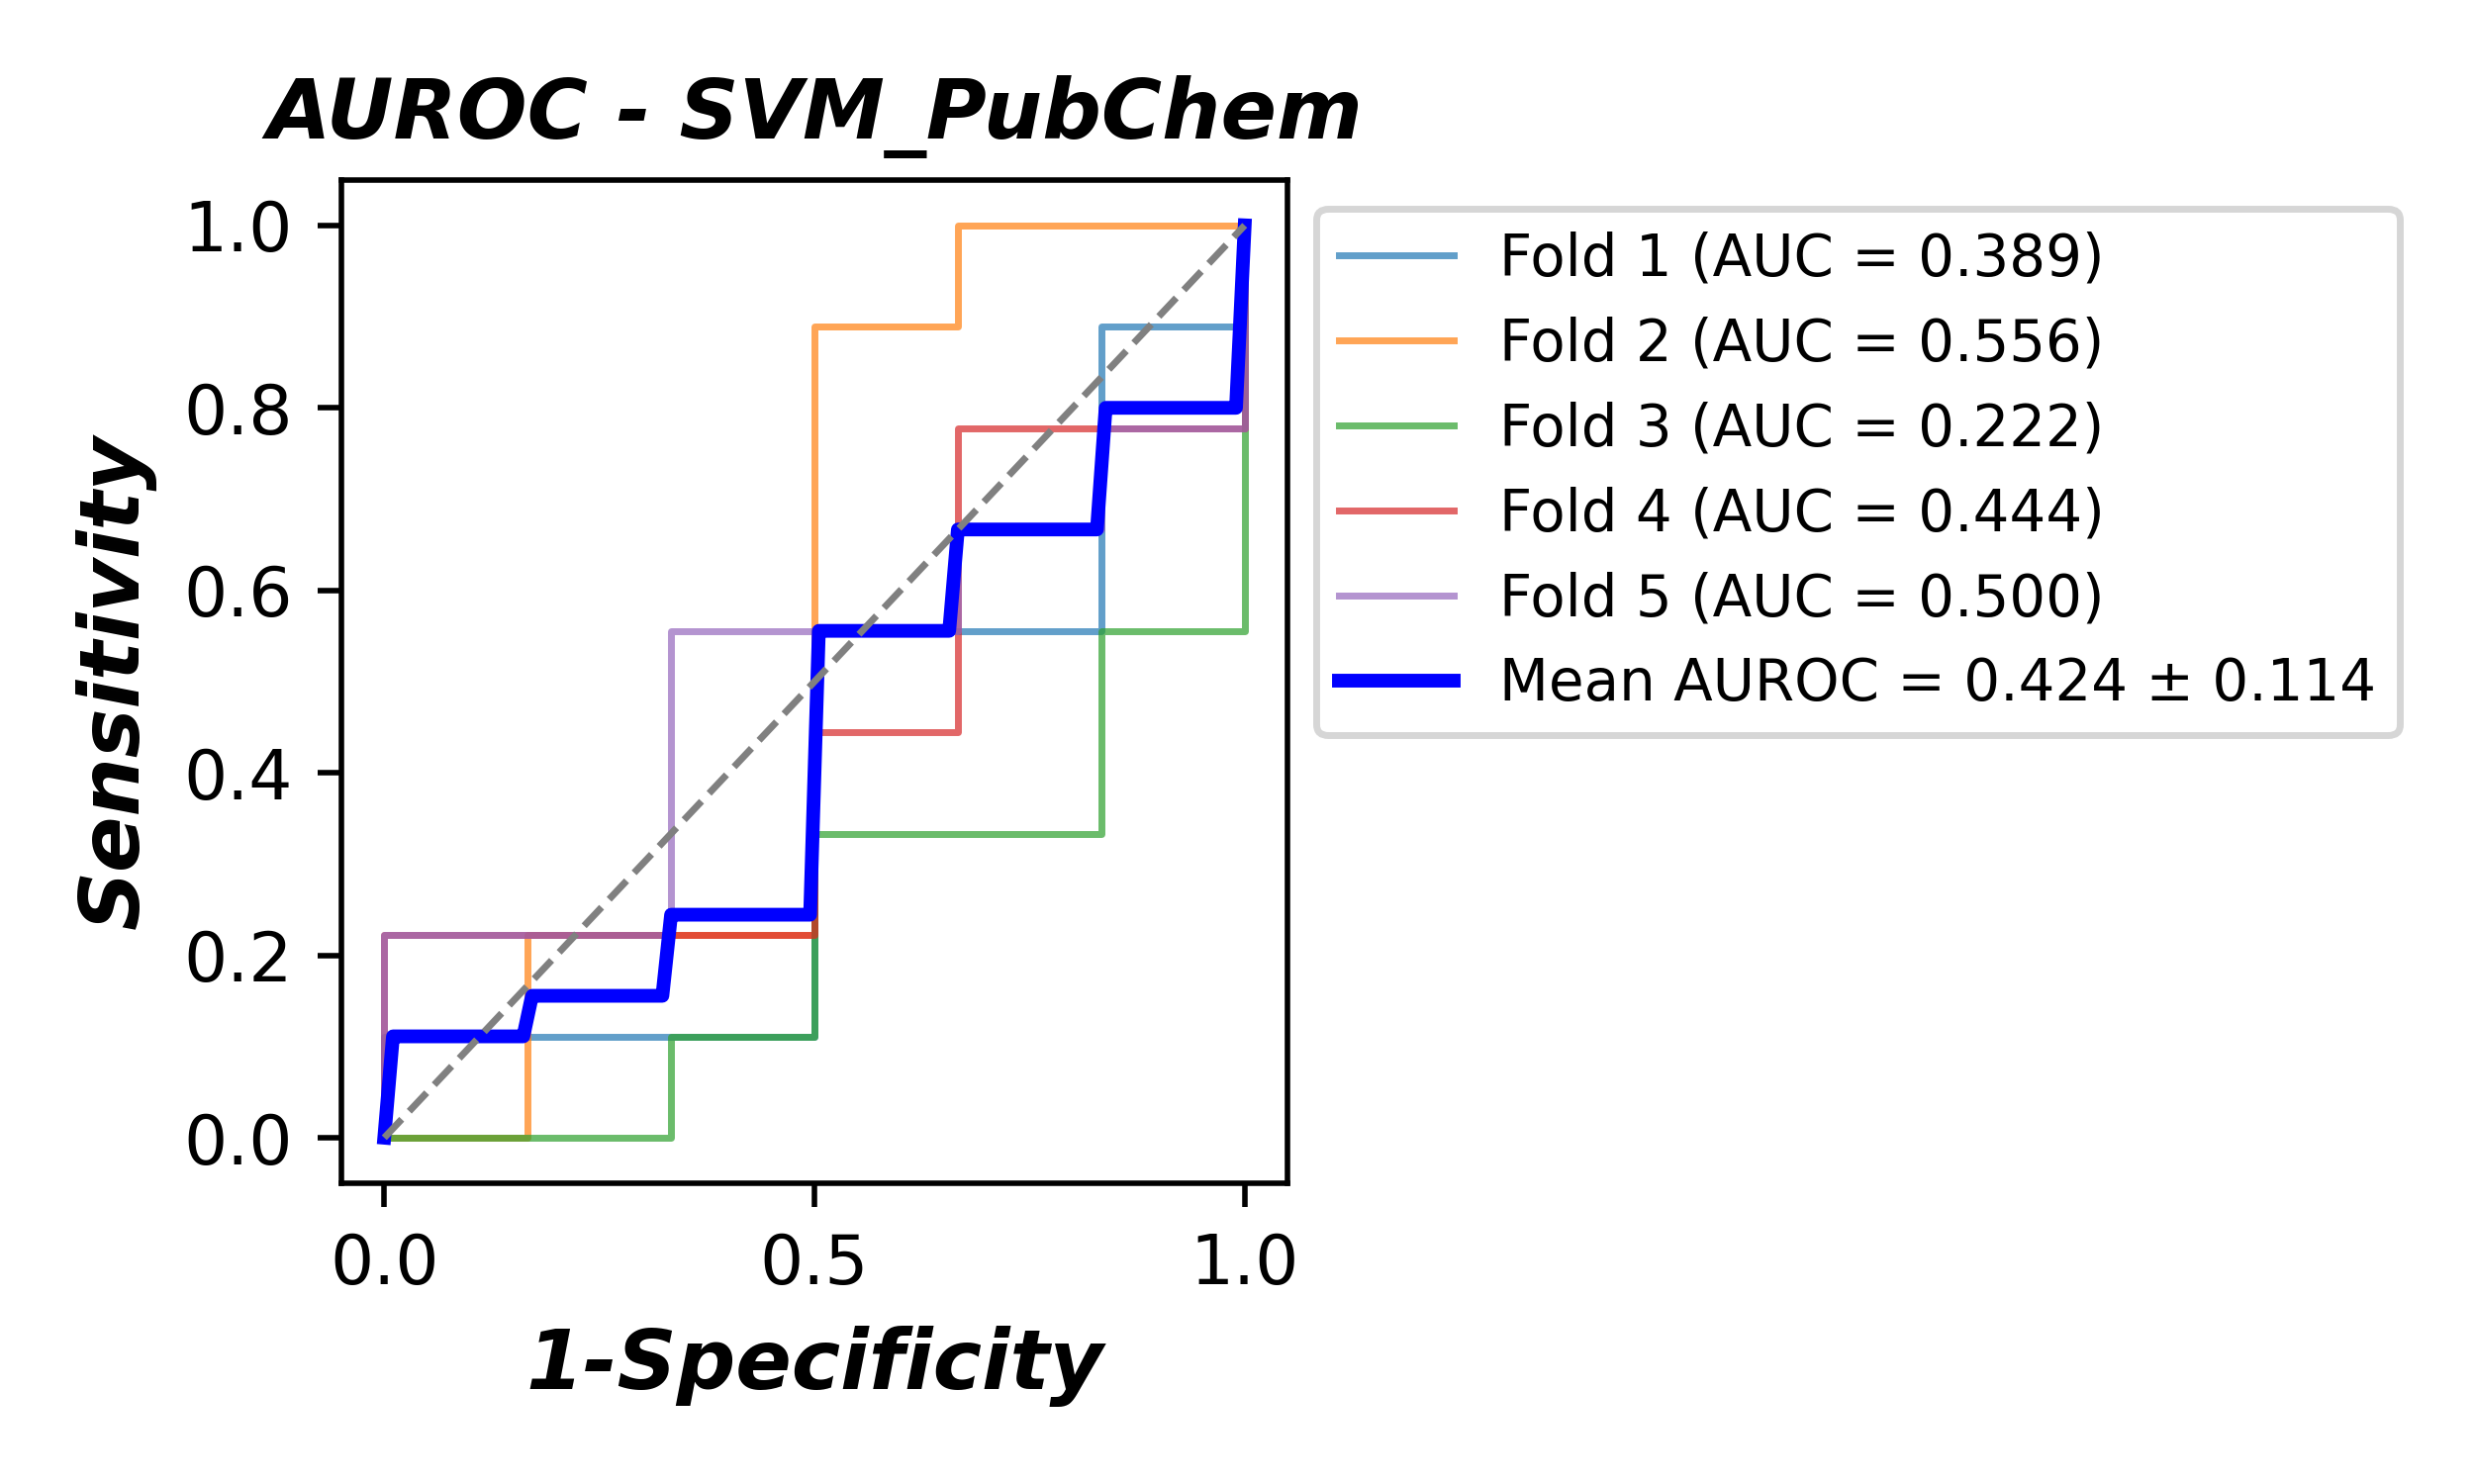 AUROC - SVM_PubChem
Sensitivity
1.0
0.8
0.6
0.4
0.2
0.0
0.0 0.5 1.0
1-Specificity
Fold 1 (AUC = 0.389)
Fold 2 (AUC = 0.556)
Fold 3 (AUC = 0.222)
Fold 4 (AUC = 0.444)
Fold 5 (AUC = 0.500)
Mean AUROC = 0.424 ± 0.114